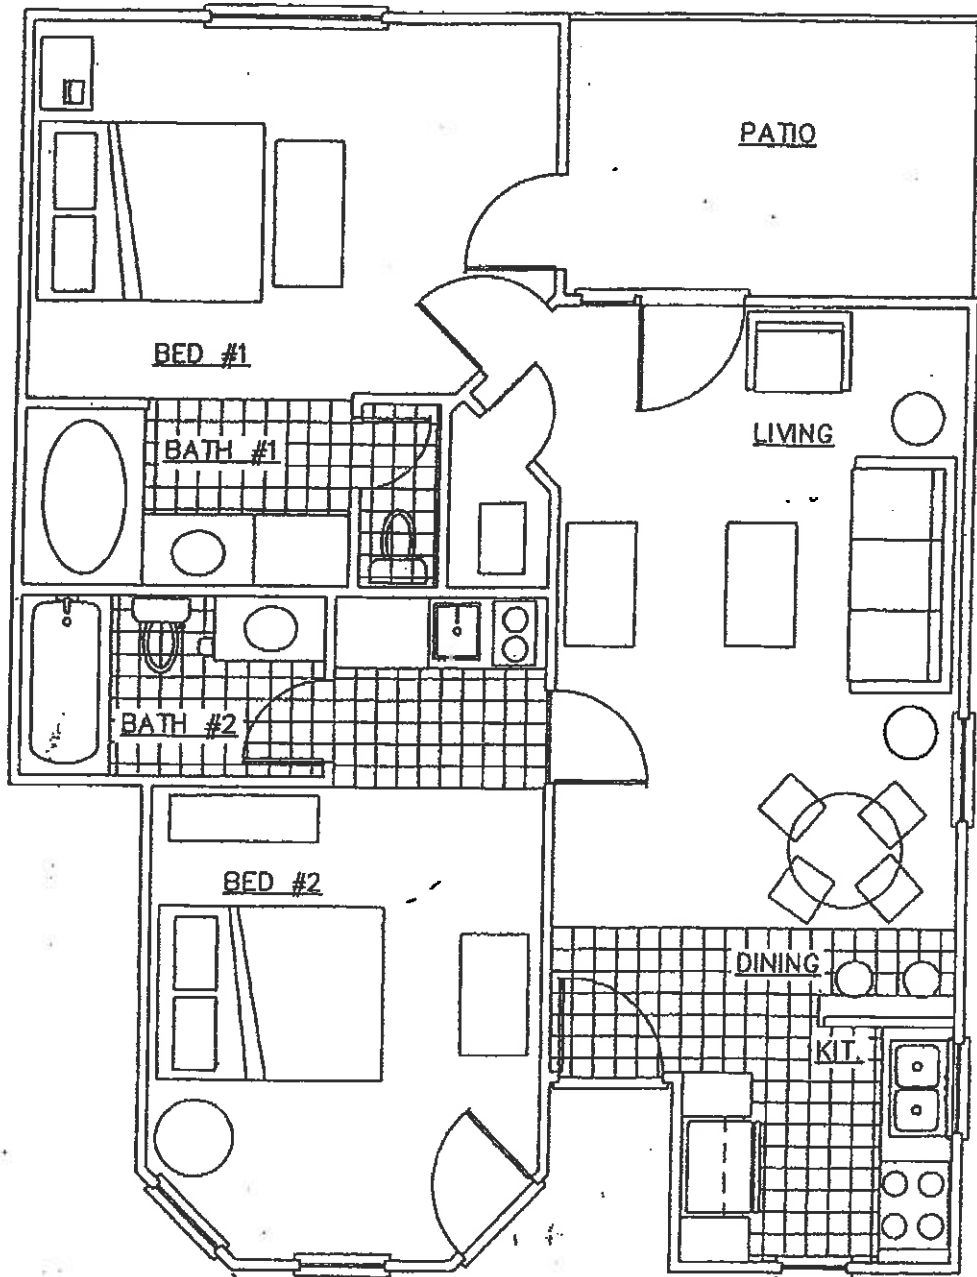 PATIO
BED #1
LIVING
BATH #1
BATH #2
BED #2
DINING
KIT.